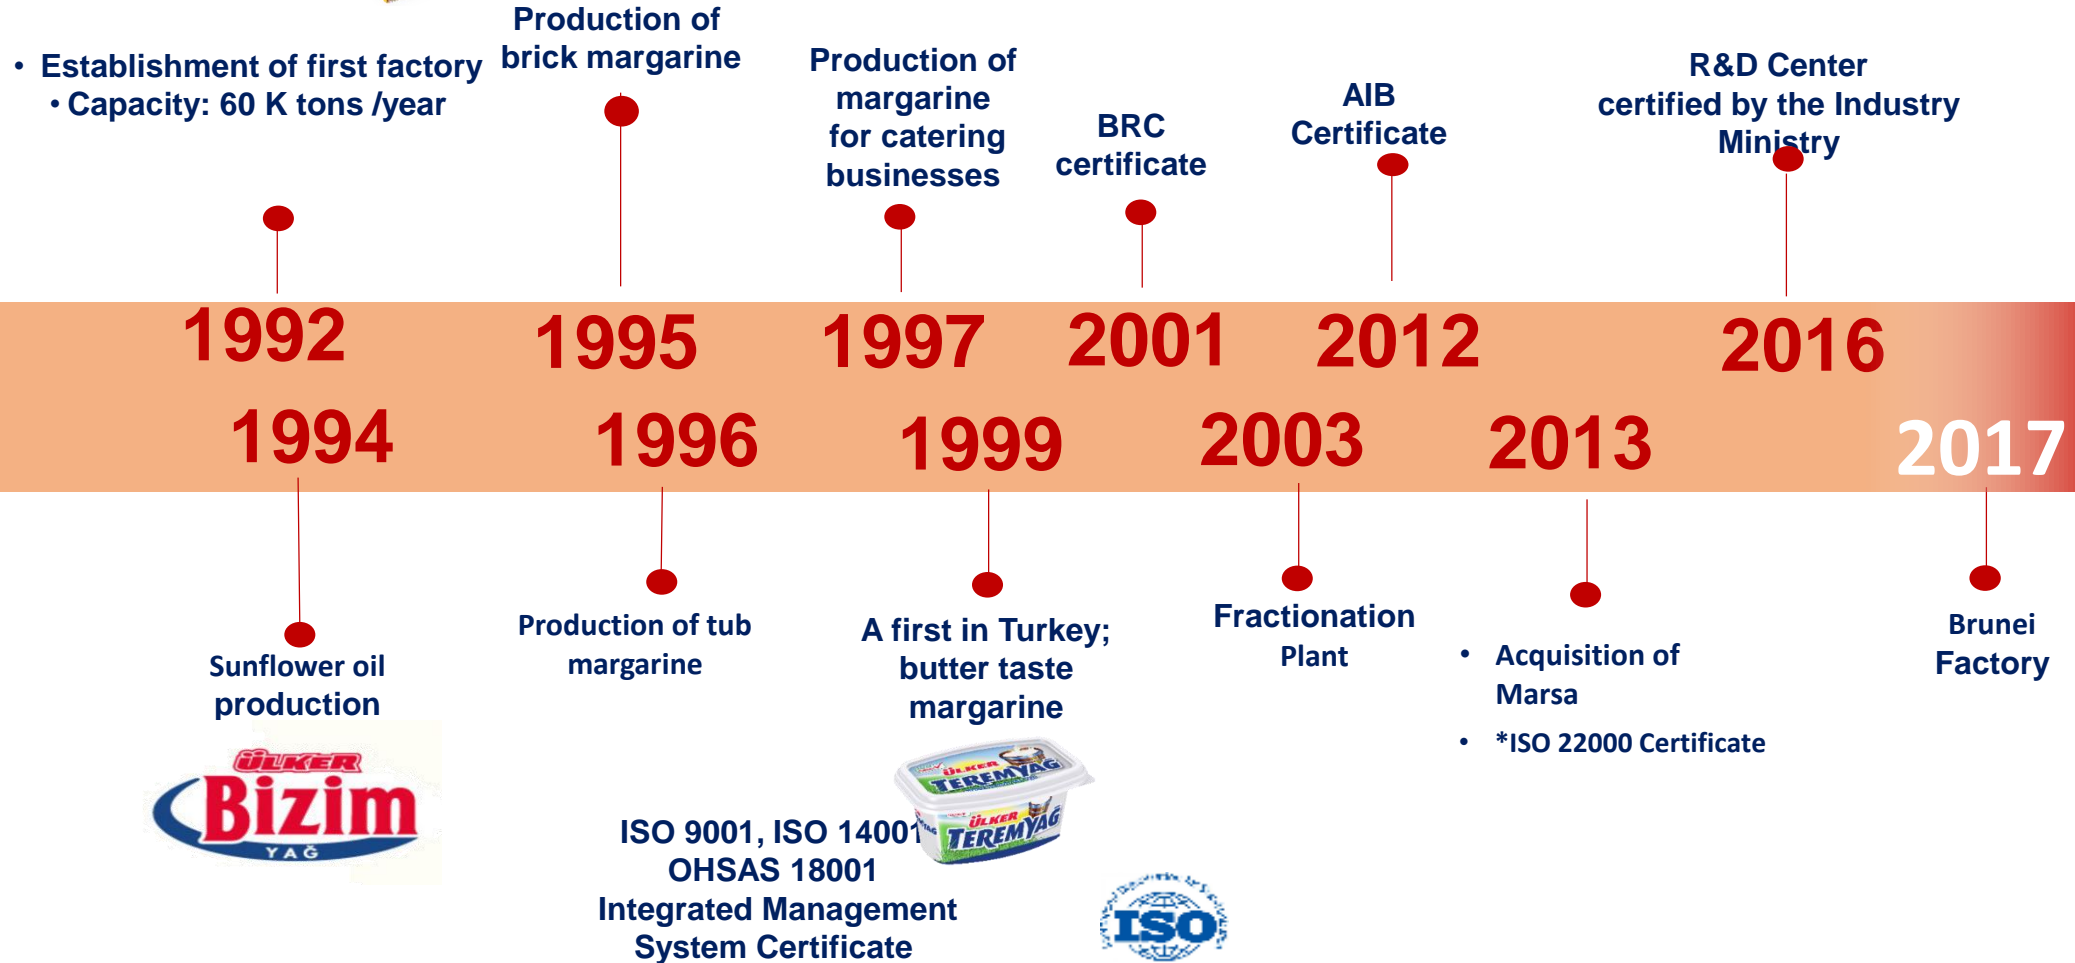 • Establishment of first factory
• Capacity: 60 K tons /year
Production of
brick margarine
Production of
margarine
for catering
businesses
BRC
certificate
AIB
Certificate
R&D Center
certified by the Industry
Ministry
1992
1995
1997
2001
2012
2016
1994
1996
1999
2003
2013
2017
Sunflower oil
production
ÜLKER
Bizim
YAĞ
Production of tub
margarine
A first in Turkey;
butter taste
margarine
ÜLKER
TEREMYAĞ
ÜLKER
TEREMYAĞ
Fractionation
Plant
• Acquisition of
Marsa
• *ISO 22000 Certificate
Brunei
Factory
ISO 9001, ISO 14001
OHSAS 18001
Integrated Management
System Certificate
ISO